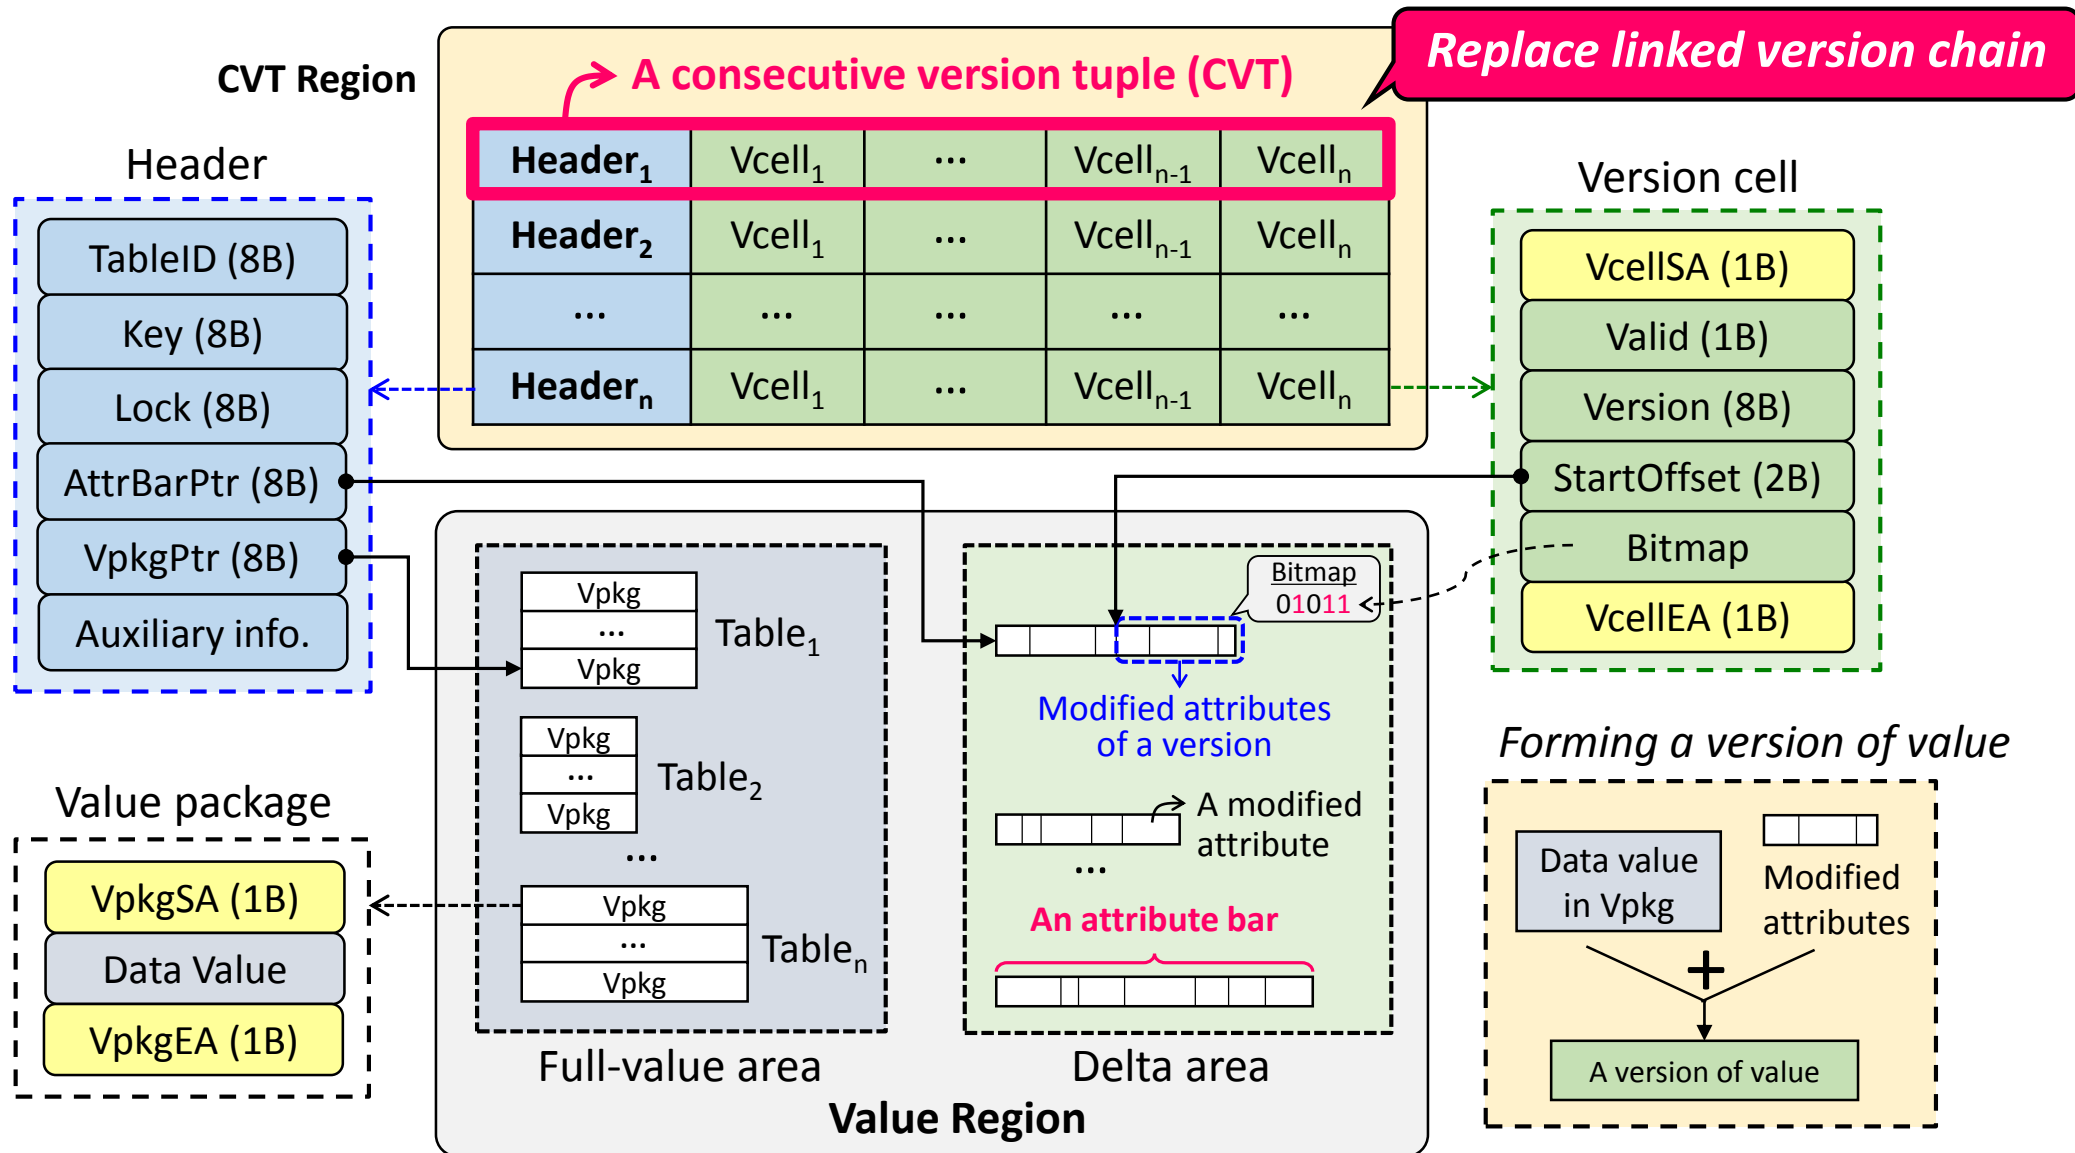 Replace linked version chain
CVT Region
A consecutive version tuple (CVT)
Header1 Vcell1 ... Vcelln-1 Vcelln
Header2 Vcell1 ... Vcelln-1 Vcelln
... ... ... ... ...
Headern Vcell1 ... Vcelln-1 Vcelln
Header
TableID (8B)
Key (8B)
Lock (8B)
AttrBarPtr (8B)
VpkgPtr (8B)
Auxiliary info.
Version cell
VcellSA (1B)
Valid (1B)
Version (8B)
StartOffset (2B)
Bitmap
VcellEA (1B)
Vpkg
...
Vpkg
Table1
Vpkg
...
Vpkg
Table2
...
Vpkg
...
Vpkg
Tablen
Full-value area
Bitmap
01011
Modified attributes
of a version
A modified
attribute
...
An attribute bar
Delta area
Value Region
Value package
VpkgSA (1B)
Data Value
VpkgEA (1B)
Forming a version of value
Data value
in Vpkg
Modified
attributes
+
A version of value